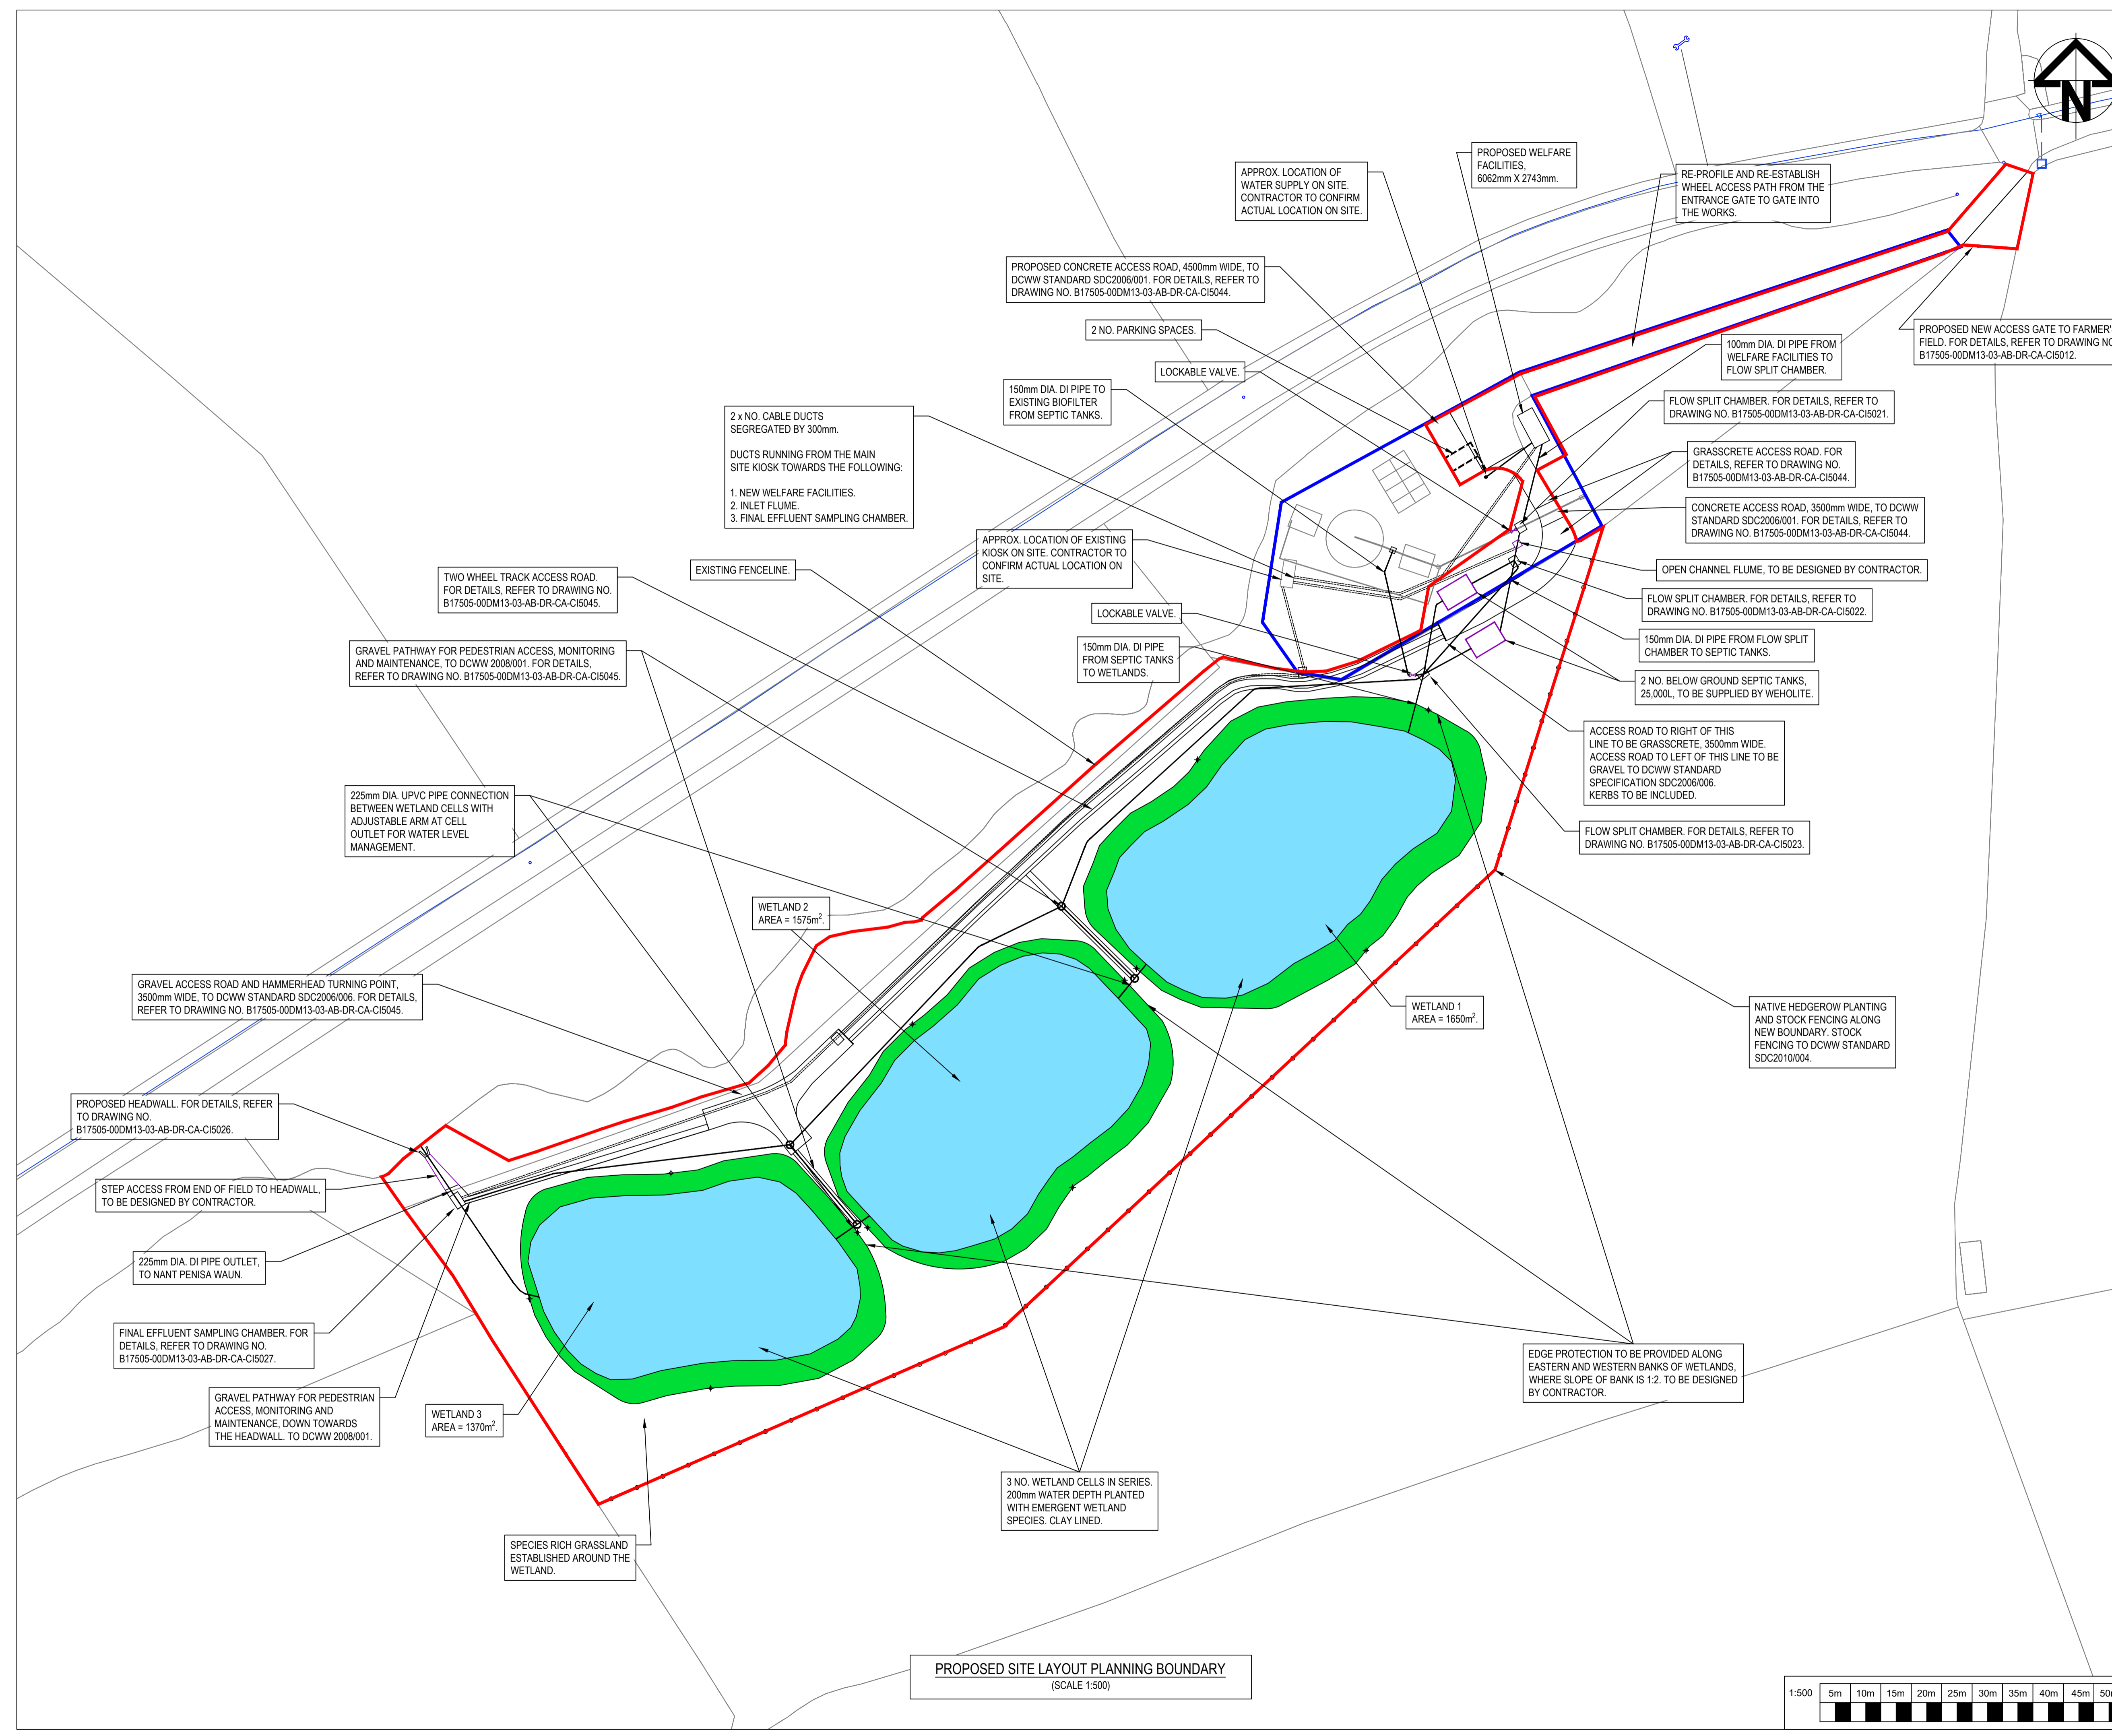 N
PROPOSED WELFARE
FACILITIES,
6062mm X 2743mm.
APPROX. LOCATION OF
WATER SUPPLY ON SITE.
CONTRACTOR TO CONFIRM
ACTUAL LOCATION ON SITE.
RE-PROFILE AND RE-ESTABLISH
WHEEL ACCESS PATH FROM THE
ENTRANCE GATE TO GATE INTO
THE WORKS.
PROPOSED CONCRETE ACCESS ROAD, 4500mm WIDE, TO
DCWW STANDARD SDC2006/001. FOR DETAILS, REFER TO
DRAWING NO. B17505-00DM13-03-AB-DR-CA-CI5044.
2 NO. PARKING SPACES.
LOCKABLE VALVE.
PROPOSED NEW ACCESS GATE TO FARMER'
FIELD. FOR DETAILS, REFER TO DRAWING NO
B17505-00DM13-03-AB-DR-CA-CI5012.
100mm DIA. DI PIPE FROM
WELFARE FACILITIES TO
FLOW SPLIT CHAMBER.
150mm DIA. DI PIPE TO
EXISTING BIOFILTER
FROM SEPTIC TANKS.
FLOW SPLIT CHAMBER. FOR DETAILS, REFER TO
DRAWING NO. B17505-00DM13-03-AB-DR-CA-CI5021.
2 x NO. CABLE DUCTS
SEGREGATED BY 300mm.
DUCTS RUNNING FROM THE MAIN
SITE KIOSK TOWARDS THE FOLLOWING:
1. NEW WELFARE FACILITIES.
2. INLET FLUME.
3. FINAL EFFLUENT SAMPLING CHAMBER.
GRASSCRETE ACCESS ROAD. FOR
DETAILS, REFER TO DRAWING NO.
B17505-00DM13-03-AB-DR-CA-CI5044.
CONCRETE ACCESS ROAD, 3500mm WIDE, TO DCWW
STANDARD SDC2006/001. FOR DETAILS, REFER TO
DRAWING NO. B17505-00DM13-03-AB-DR-CA-CI5044.
APPROX. LOCATION OF EXISTING
KIOSK ON SITE. CONTRACTOR TO
CONFIRM ACTUAL LOCATION ON
SITE.
EXISTING FENCELINE.
OPEN CHANNEL FLUME, TO BE DESIGNED BY CONTRACTOR.
TWO WHEEL TRACK ACCESS ROAD.
FOR DETAILS, REFER TO DRAWING NO.
B17505-00DM13-03-AB-DR-CA-CI5045.
FLOW SPLIT CHAMBER. FOR DETAILS, REFER TO
DRAWING NO. B17505-00DM13-03-AB-DR-CA-CI5022.
LOCKABLE VALVE.
150mm DIA. DI PIPE FROM FLOW SPLIT
CHAMBER TO SEPTIC TANKS.
GRAVEL PATHWAY FOR PEDESTRIAN ACCESS, MONITORING
AND MAINTENANCE, TO DCWW 2008/001. FOR DETAILS,
REFER TO DRAWING NO. B17505-00DM13-03-AB-DR-CA-CI5045.
150mm DIA. DI PIPE
FROM SEPTIC TANKS
TO WETLANDS.
2 NO. BELOW GROUND SEPTIC TANKS,
25,000L, TO BE SUPPLIED BY WEHOLITE.
ACCESS ROAD TO RIGHT OF THIS
LINE TO BE GRASSCRETE, 3500mm WIDE.
ACCESS ROAD TO LEFT OF THIS LINE TO BE
GRAVEL TO DCWW STANDARD
SPECIFICATION SDC2006/006.
KERBS TO BE INCLUDED.
225mm DIA. UPVC PIPE CONNECTION
BETWEEN WETLAND CELLS WITH
ADJUSTABLE ARM AT CELL
OUTLET FOR WATER LEVEL
MANAGEMENT.
FLOW SPLIT CHAMBER. FOR DETAILS, REFER TO
DRAWING NO. B17505-00DM13-03-AB-DR-CA-CI5023.
WETLAND 2
AREA = 1575m².
GRAVEL ACCESS ROAD AND HAMMERHEAD TURNING POINT,
3500mm WIDE, TO DCWW STANDARD SDC2006/006. FOR DETAILS,
REFER TO DRAWING NO. B17505-00DM13-03-AB-DR-CA-CI5045.
WETLAND 1
AREA = 1650m².
NATIVE HEDGEROW PLANTING
AND STOCK FENCING ALONG
NEW BOUNDARY. STOCK
FENCING TO DCWW STANDARD
SDC2010/004.
PROPOSED HEADWALL. FOR DETAILS, REFER
TO DRAWING NO.
B17505-00DM13-03-AB-DR-CA-CI5026.
STEP ACCESS FROM END OF FIELD TO HEADWALL,
TO BE DESIGNED BY CONTRACTOR.
225mm DIA. DI PIPE OUTLET,
TO NANT PENISA WAUN.
FINAL EFFLUENT SAMPLING CHAMBER. FOR
DETAILS, REFER TO DRAWING NO.
B17505-00DM13-03-AB-DR-CA-CI5027.
EDGE PROTECTION TO BE PROVIDED ALONG
EASTERN AND WESTERN BANKS OF WETLANDS,
WHERE SLOPE OF BANK IS 1:2. TO BE DESIGNED
BY CONTRACTOR.
GRAVEL PATHWAY FOR PEDESTRIAN
ACCESS, MONITORING AND
MAINTENANCE, DOWN TOWARDS
THE HEADWALL. TO DCWW 2008/001.
WETLAND 3
AREA = 1370m².
3 NO. WETLAND CELLS IN SERIES.
200mm WATER DEPTH PLANTED
WITH EMERGENT WETLAND
SPECIES. CLAY LINED.
SPECIES RICH GRASSLAND
ESTABLISHED AROUND THE
WETLAND.
PROPOSED SITE LAYOUT PLANNING BOUNDARY
(SCALE 1:500)
1:500 5m 10m 15m 20m 25m 30m 35m 40m 45m